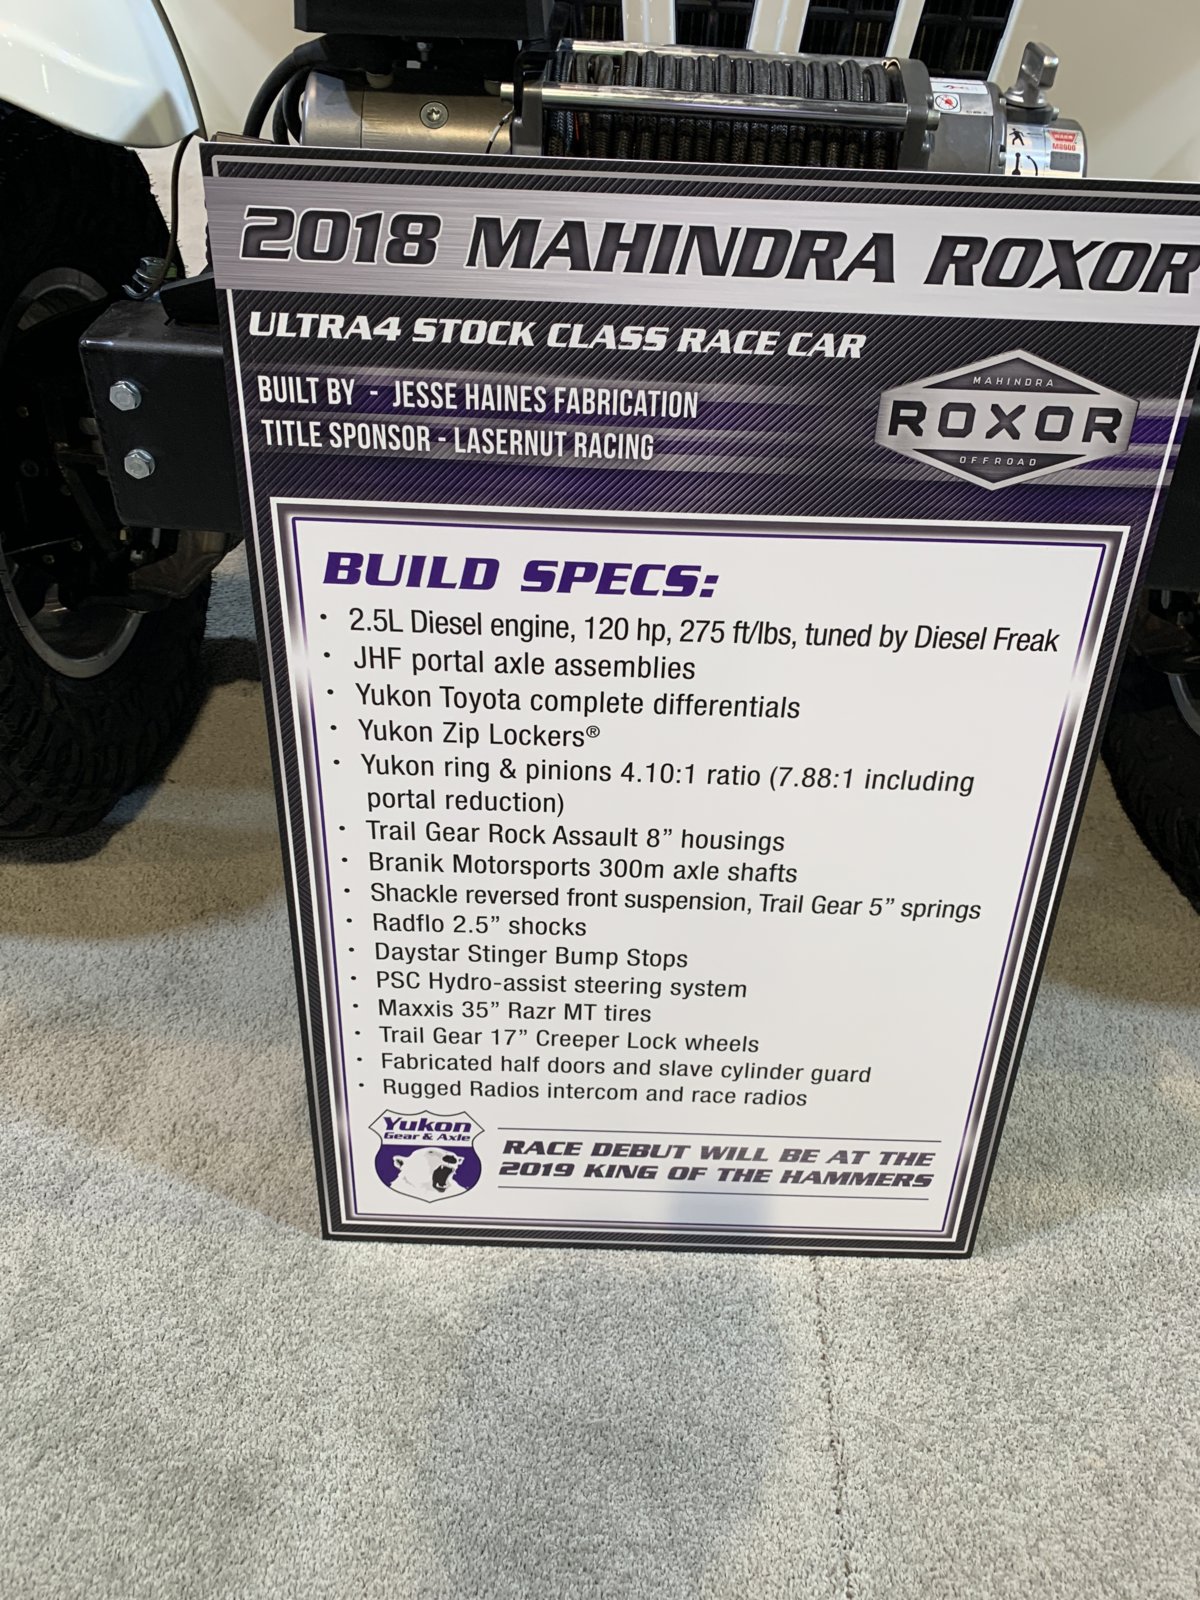 WARN
M8000
2018 MAHINDRA ROXOR
ULTRA4 STOCK CLASS RACE CAR
BUILT BY - JESSE HAINES FABRICATION
TITLE SPONSOR - LASERNUT RACING
MAHINDRA
ROXOR
OFFROAD
BUILD SPECS:
• 2.5L Diesel engine, 120 hp, 275 ft/lbs, tuned by Diesel Freak
• JHF portal axle assemblies
• Yukon Toyota complete differentials
• Yukon Zip Lockers®
• Yukon ring & pinions 4.10:1 ratio (7.88:1 including
portal reduction)
• Trail Gear Rock Assault 8” housings
• Branik Motorsports 300m axle shafts
• Shackle reversed front suspension, Trail Gear 5” springs
• Radflo 2.5” shocks
• Daystar Stinger Bump Stops
• PSC Hydro-assist steering system
• Maxxis 35” Razr MT tires
• Trail Gear 17” Creeper Lock wheels
• Fabricated half doors and slave cylinder guard
• Rugged Radios intercom and race radios
Yukon
Gear & Axle
RACE DEBUT WILL BE AT THE
2019 KING OF THE HAMMERS